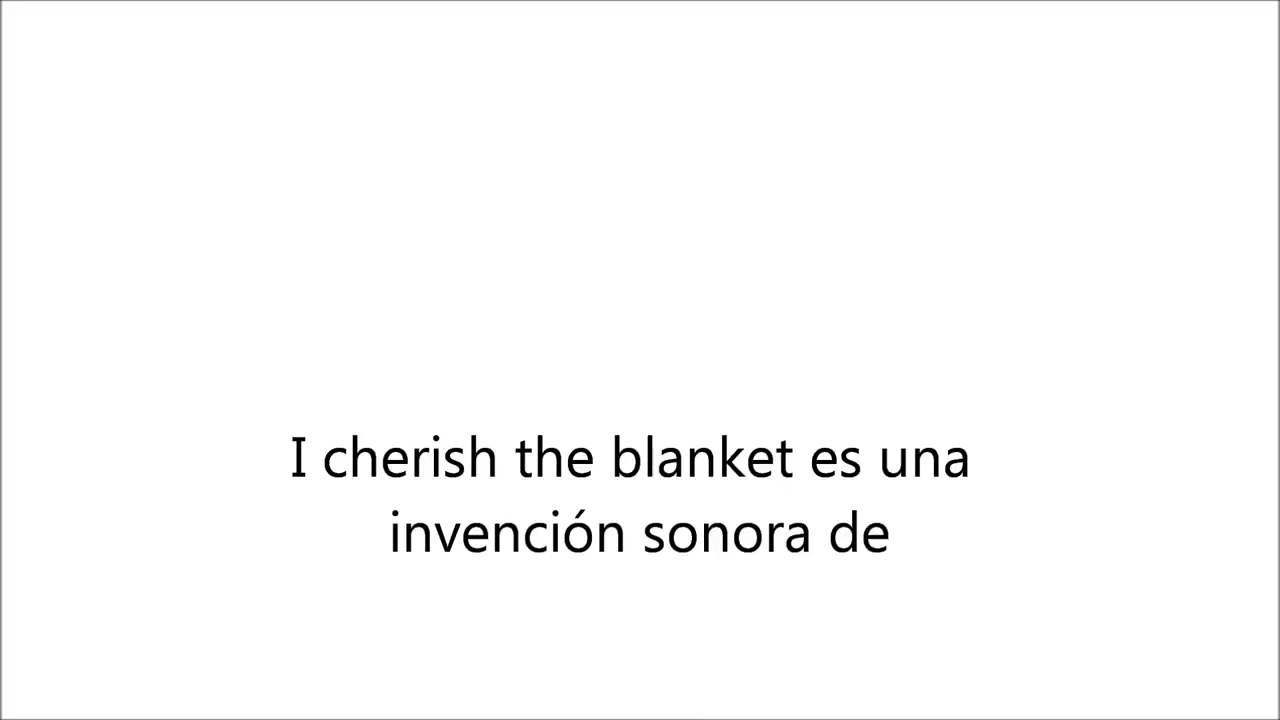 I cherish the blanket es una
invención sonora de